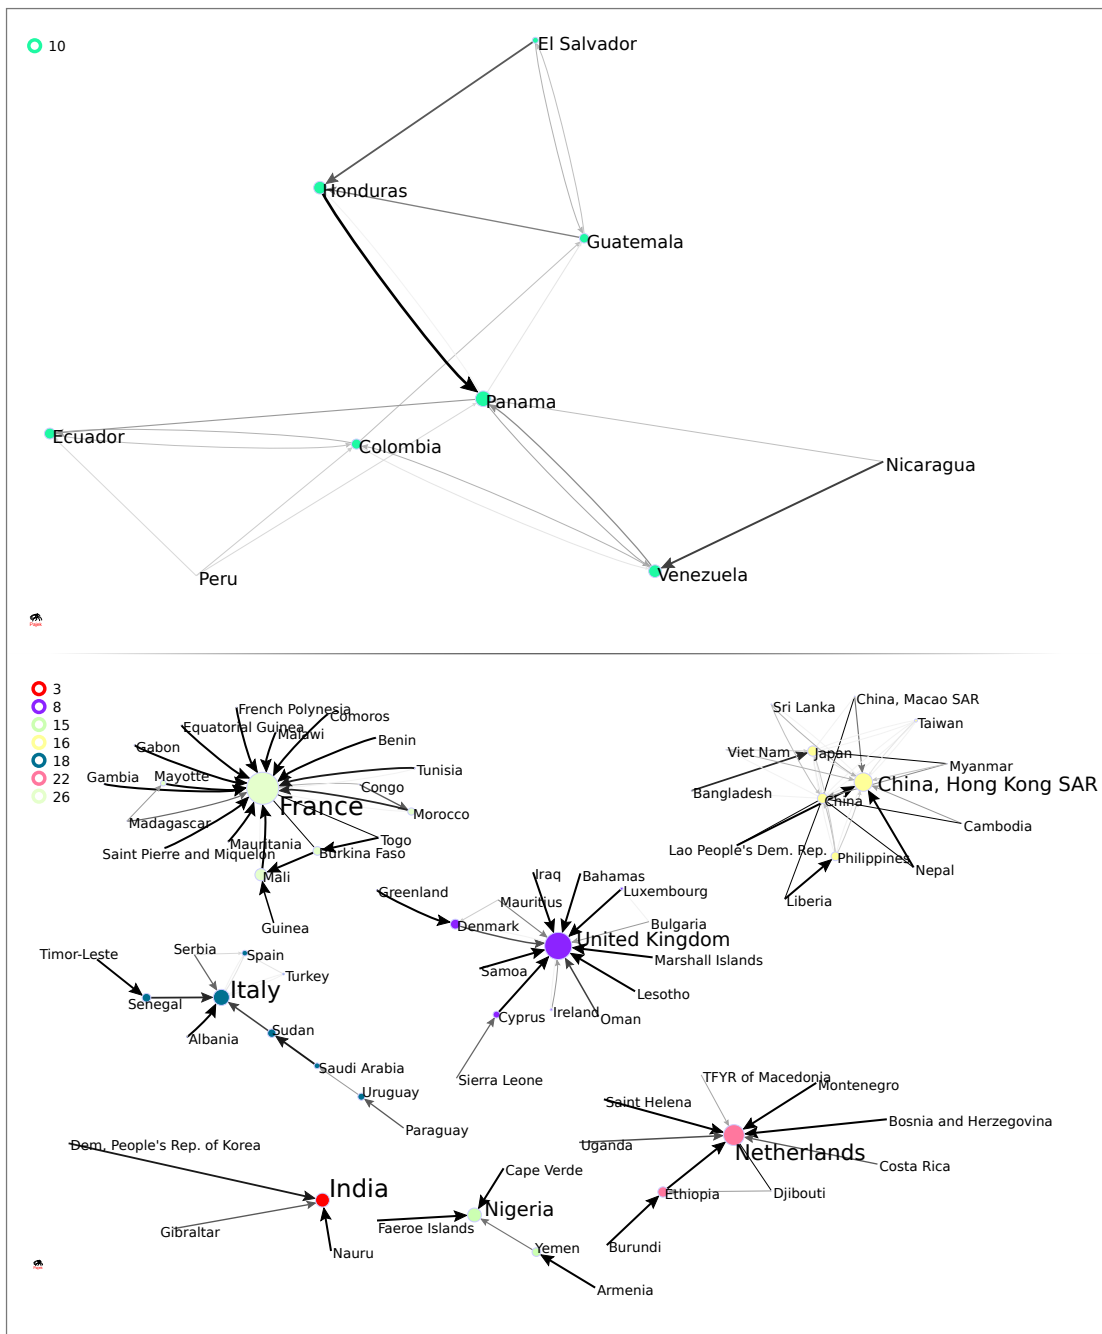 10
El Salvador
Honduras
Guatemala
Panama
Ecuador
Colombia
Nicaragua
Peru
Venezuela
3
8
15
16
18
22
26
French Polynesia
Comoros
Equatorial Guinea
Malawi
Benin
Gabon
Gambia
Mayotte
Tunisia
Congo
France
Morocco
Madagascar
Mauritania
Togo
Saint Pierre and Miquelon
Burkina Faso
Mali
Guinea
China, Macao SAR
Sri Lanka
Taiwan
Viet Nam
Japan
Myanmar
China, Hong Kong SAR
Bangladesh
China
Cambodia
Lao People's Dem. Rep.
Philippines
Nepal
Liberia
Iraq
Bahamas
Greenland
Luxembourg
Mauritius
Denmark
Bulgaria
United Kingdom
Marshall Islands
Samoa
Lesotho
Cyprus
Ireland
Oman
Sierra Leone
Timor-Leste
Serbia
Spain
Turkey
Senegal
Italy
Albania
Sudan
Saudi Arabia
Uruguay
Paraguay
TFYR of Macedonia
Montenegro
Saint Helena
Bosnia and Herzegovina
Uganda
Netherlands
Costa Rica
Ethiopia
Djibouti
Burundi
Dem. People's Rep. of Korea
India
Gibraltar
Nauru
Cape Verde
Nigeria
Faeroe Islands
Yemen
Armenia